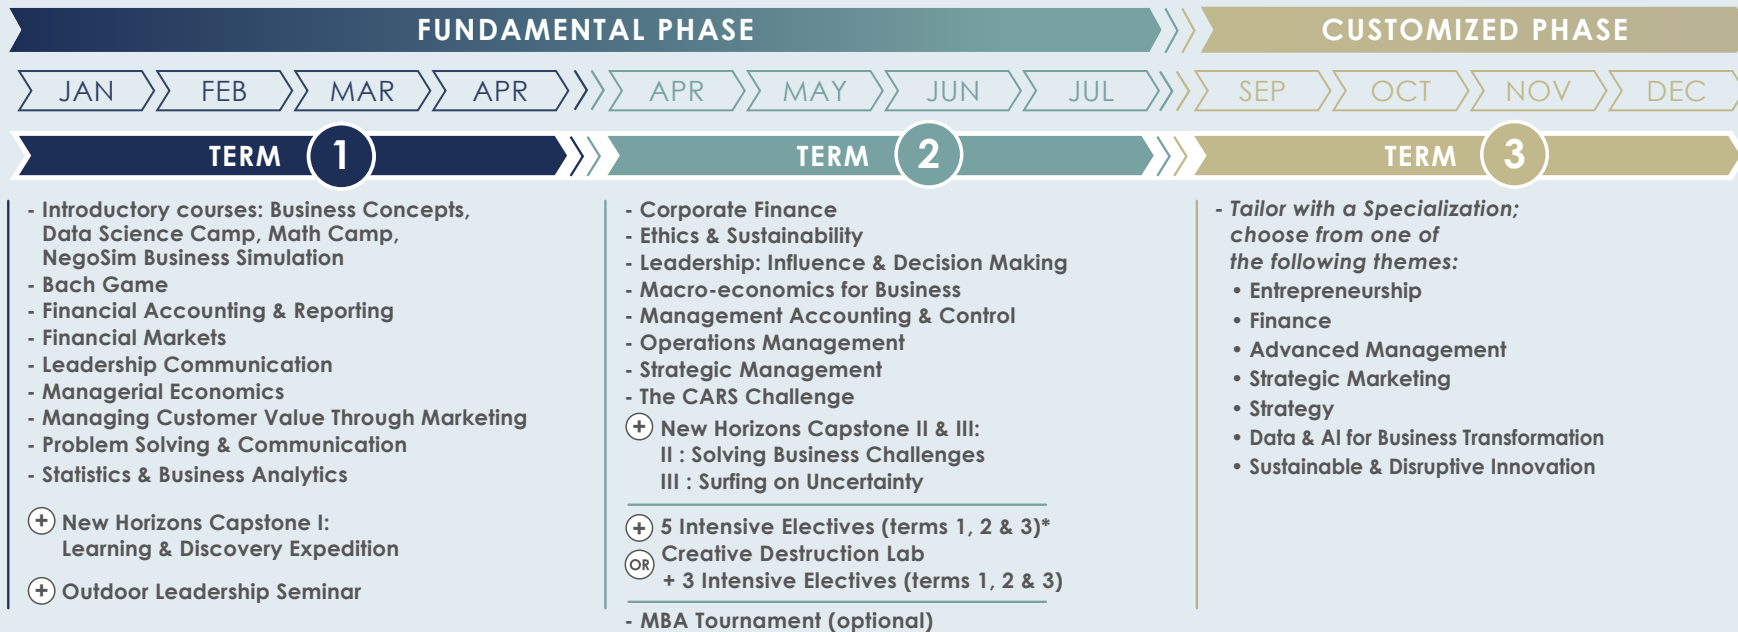 FUNDAMENTAL PHASE
CUSTOMIZED PHASE
JAN FEB MAR APR APR MAY JUN JUL SEP OCT NOV DEC
TERM 1
- Introductory courses: Business Concepts,
Data Science Camp, Math Camp,
NegoSim Business Simulation
- Bach Game
- Financial Accounting & Reporting
- Financial Markets
- Leadership Communication
- Managerial Economics
- Managing Customer Value Through Marketing
- Problem Solving & Communication
- Statistics & Business Analytics
+ New Horizons Capstone I:
Learning & Discovery Expedition
+ Outdoor Leadership Seminar
TERM 2
- Corporate Finance
- Ethics & Sustainability
- Leadership: Influence & Decision Making
- Macro-economics for Business
- Management Accounting & Control
- Operations Management
- Strategic Management
- The CARS Challenge
+ New Horizons Capstone II & III:
II : Solving Business Challenges
III : Surfing on Uncertainty
+ 5 Intensive Electives (terms 1, 2 & 3)*
OR Creative Destruction Lab
+ 3 Intensive Electives (terms 1, 2 & 3)
- MBA Tournament (optional)
TERM 3
- Tailor with a Specialization;
choose from one of
the following themes:
• Entrepreneurship
• Finance
• Advanced Management
• Strategic Marketing
• Strategy
• Data & AI for Business Transformation
• Sustainable & Disruptive Innovation